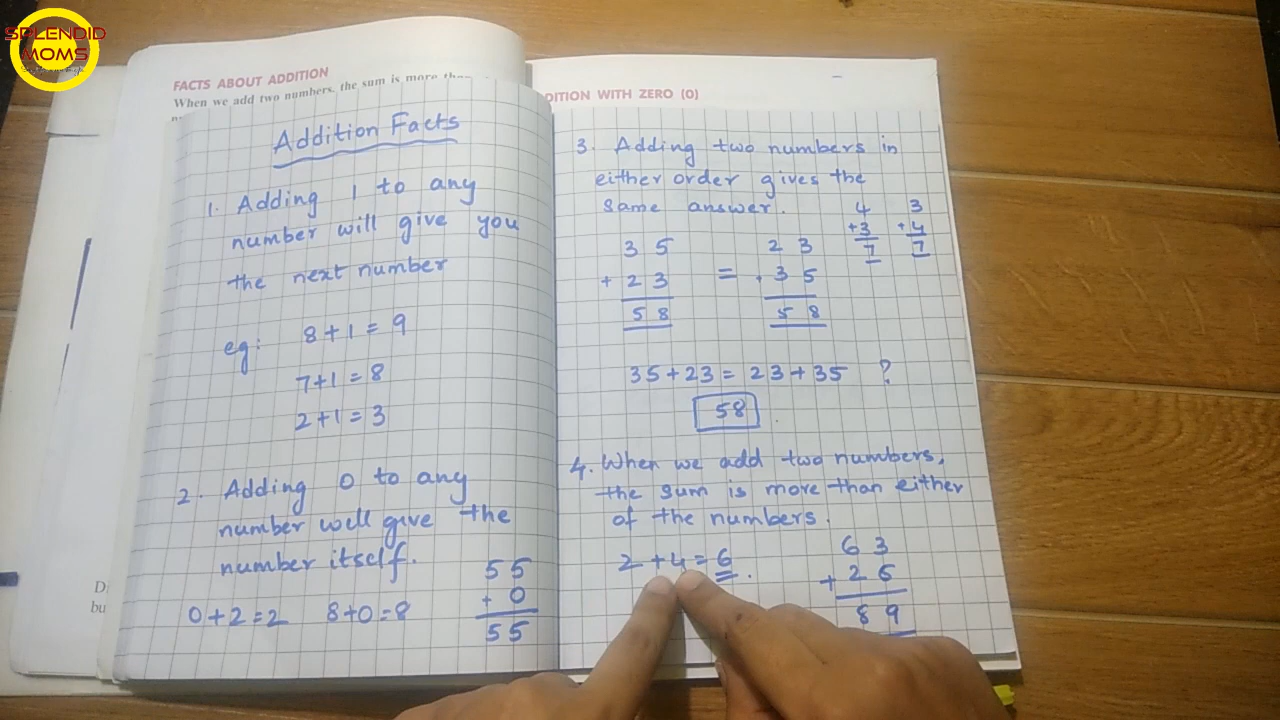 SPLENDID
MOMS
FACTS ABOUT ADDITION
When we add two numbers, the sum is more than
Addition Facts
1. Adding 1 to any
number will give you
the next number
eg: 8+1=9
7+1=8
2+1=3
2. Adding 0 to any
number will give the
number itself.
0+2=2 8+0=8
55
+ 0
55
DITION WITH ZERO (0)
3. Adding two numbers in
either order gives the
same answer.
4 3
+3 +4
7 7
35 23
+ 23 = + 35
58 58
35+23 = 23+35 ?
58
4. When we add two numbers,
the sum is more than either
of the numbers.
2+4=6.
63
+ 26
89